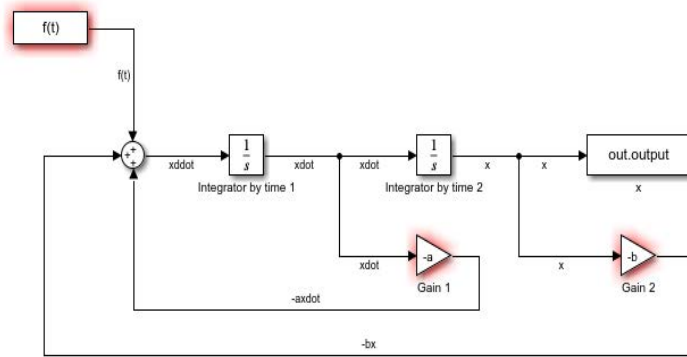 f(t)
f(t)
+
+
+
xddot
1
s
Integrator by time 1
xdot
xdot
1
s
Integrator by time 2
x
x
out.output
x
xdot
-a
Gain 1
x
-b
Gain 2
-axdot
-bx